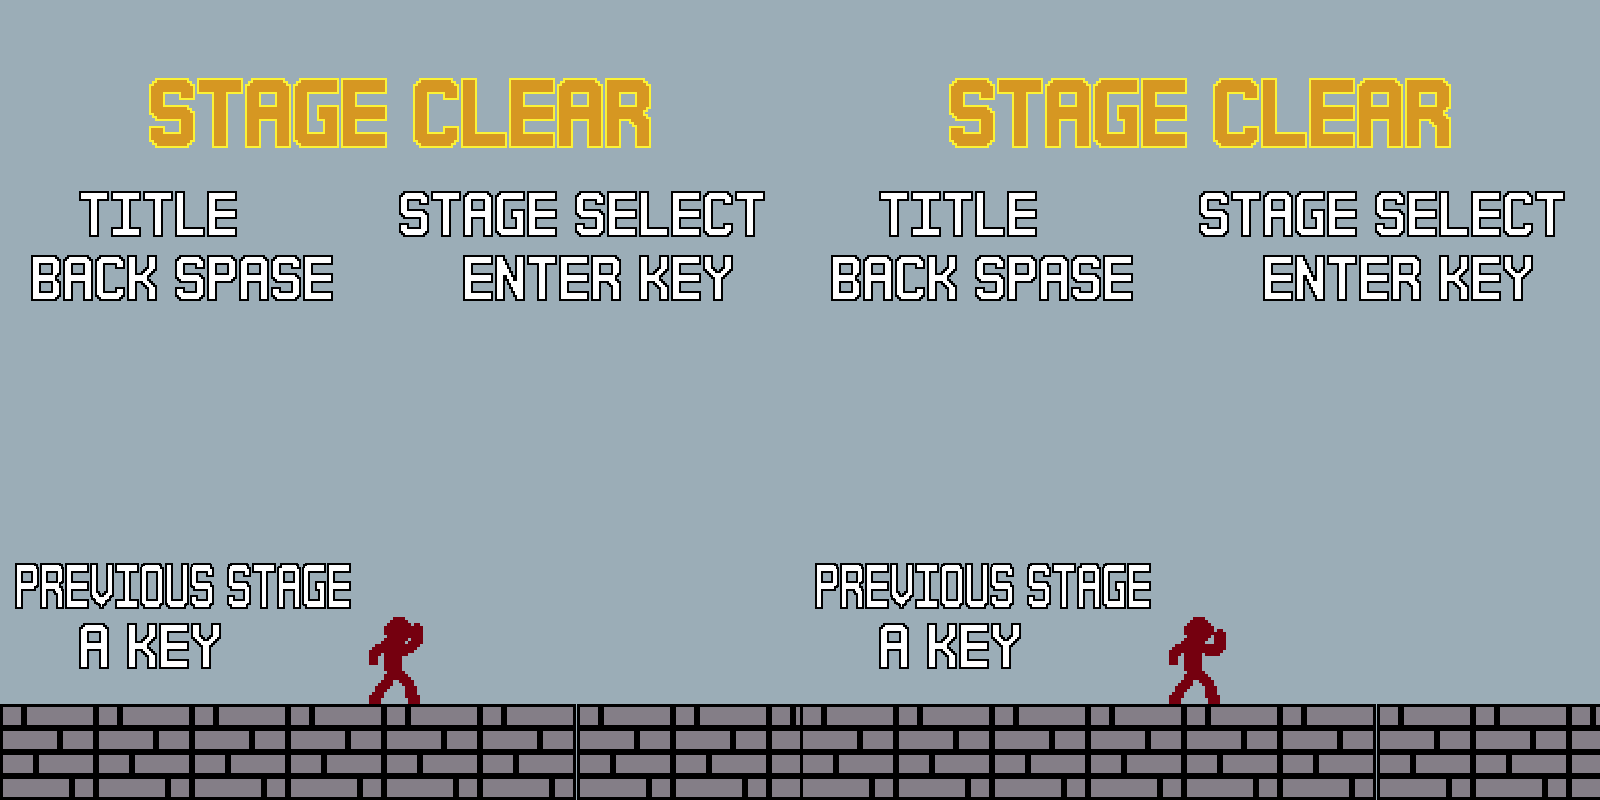 STAGE CLEAR
TITLE
BACK SPASE
STAGE SELECT
ENTER KEY
PREVIOUS STAGE
A KEY
STAGE CLEAR
TITLE
BACK SPASE
STAGE SELECT
ENTER KEY
PREVIOUS STAGE
A KEY